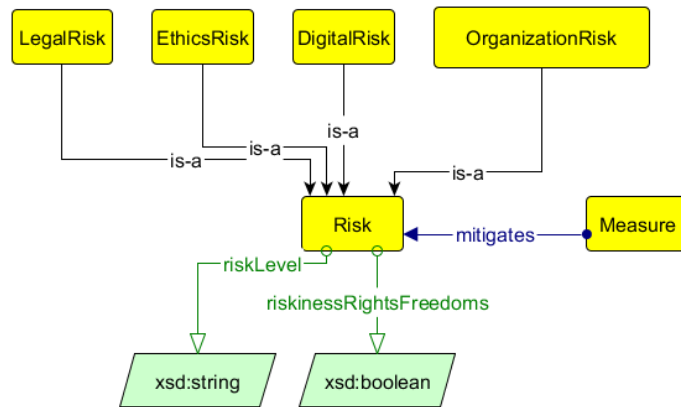 LegalRisk
EthicsRisk
DigitalRisk
OrganizationRisk
is-a
is-a
is-a
is-a
Risk
mitigates
Measure
riskLevel
riskinessRightsFreedoms
xsd:string
xsd:boolean